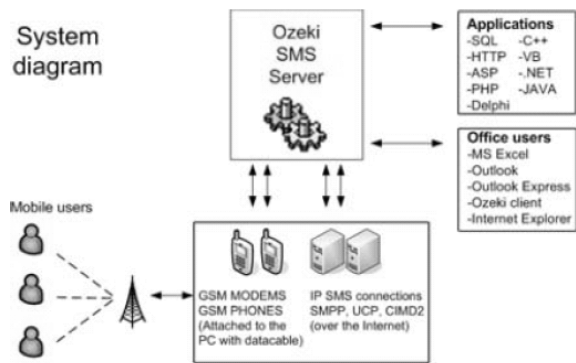 System
diagram
Ozeki
SMS
Server
Applications
-SQL -C++
-HTTP -VB
-ASP -.NET
-PHP -JAVA
-Delphi
Office users
-MS Excel
-Outlook
-Outlook Express
-Ozeki client
-Internet Explorer
Mobile users
GSM MODEMS
GSM PHONES
(Attached to the
PC with datacable)
IP SMS connections
SMPP, UCP, CIMD2
(over the Internet)